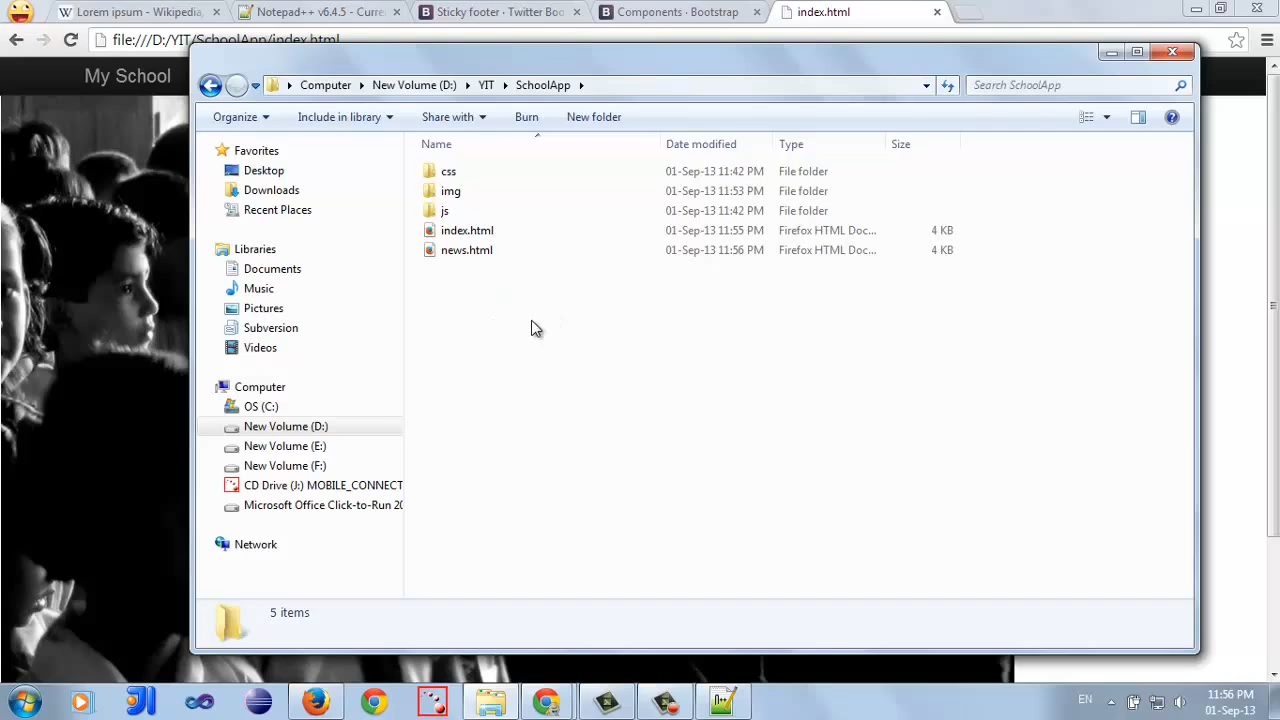 Lorem ipsum - Wikipedia,
Notepad++ v6.4.5 - Curre
Sticky footer · Twitter Boo
Components · Bootstrap
index.html
file:///D:/YIT/SchoolApp/index.html
My School
Computer
New Volume (D:)
YIT
SchoolApp
Search SchoolApp
Organize
Include in library
Share with
Burn
New folder
Name
Date modified
Type
Size
Favorites
Desktop
Downloads
Recent Places
Libraries
Documents
Music
Pictures
Subversion
Videos
Computer
OS (C:)
New Volume (D:)
New Volume (E:)
New Volume (F:)
CD Drive (J:) MOBILE_CONNECT
Microsoft Office Click-to-Run 20
Network
css 01-Sep-13 11:42 PM File folder
img 01-Sep-13 11:53 PM File folder
js 01-Sep-13 11:42 PM File folder
index.html 01-Sep-13 11:55 PM Firefox HTML Doc... 4 KB
news.html 01-Sep-13 11:56 PM Firefox HTML Doc... 4 KB
5 items
EN
11:56 PM
01-Sep-13